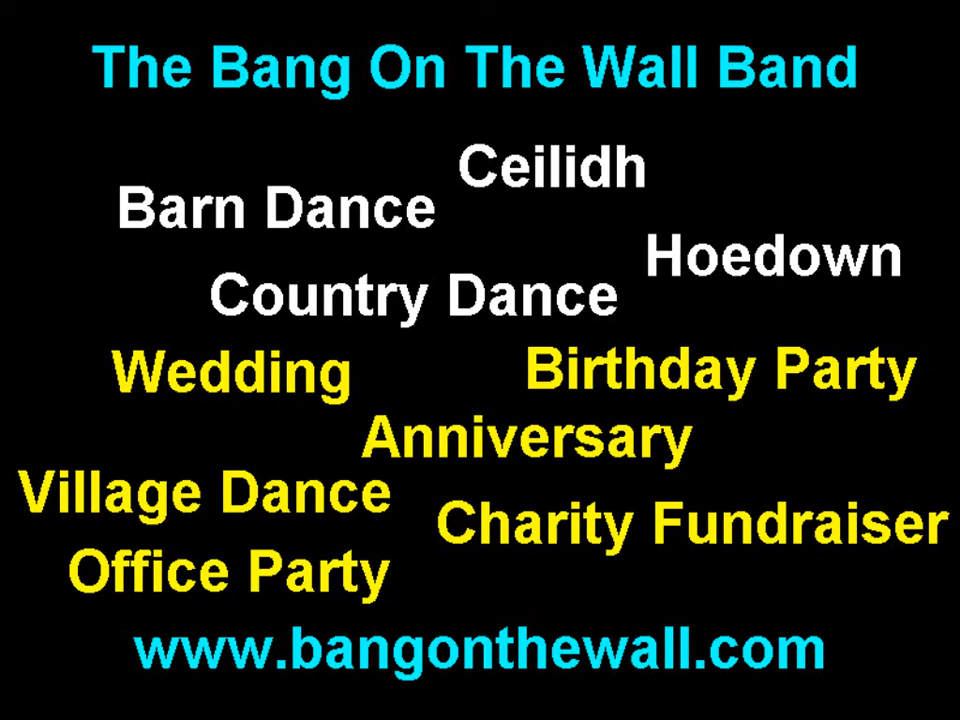 The Bang On The Wall Band
Ceilidh
Barn Dance
Hoedown
Country Dance
Wedding
Birthday Party
Anniversary
Village Dance
Charity Fundraiser
Office Party
www.bangonthewall.com